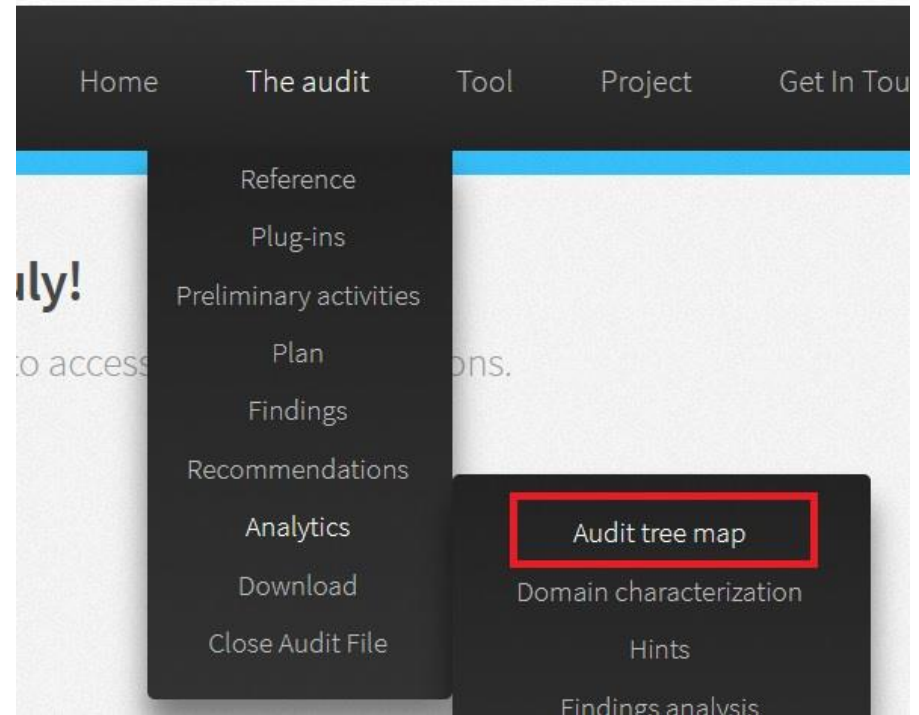 Home The audit Tool Project Get In Tou
Reference
Plug-ins
uly!
Preliminary activities
to access ons.
Plan
Findings
Recommendations
Analytics
Audit tree map
Download
Domain characterization
Close Audit File
Hints
Findings analysis